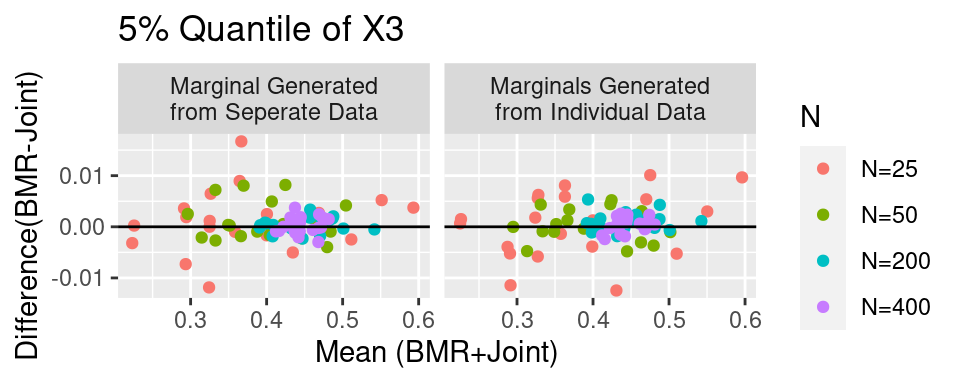 5% Quantile of X3
Marginal Generated
from Seperate Data
Marginals Generated
from Individual Data
Difference(BMR-Joint)
0.01
0.00
-0.01
0.3 0.4 0.5 0.6
0.3 0.4 0.5 0.6
Mean (BMR+Joint)
N
N=25
N=50
N=200
N=400